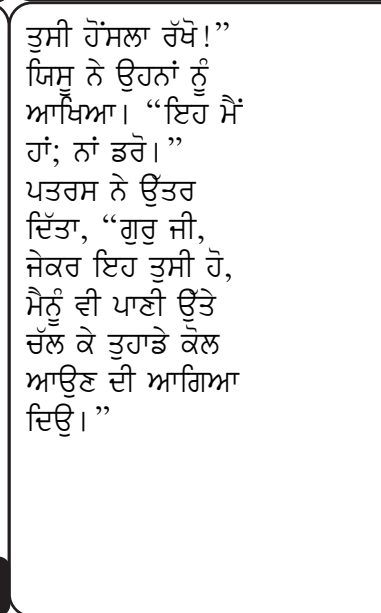 ਤੁਸੀ ਹੋਂਸਲਾ ਰੱਖੋ!”
ਯਿਸੂ ਨੇ ਉਹਨਾਂ ਨੂੰ
ਆਖਿਆ। “ਇਹ ਮੈਂ
ਹਾਂ; ਨਾਂ ਡਰੋ।”
ਪਤਰਸ ਨੇ ਉੱਤਰ
ਦਿੱਤਾ, “ਗੁਰੁ ਜੀ,
ਜੇਕਰ ਇਹ ਤੁਸੀ ਹੋ,
ਮੈਨੂੰ ਵੀ ਪਾਣੀ ਉੱਤੇ
ਚੱਲ ਕੇ ਤੁਹਾਡੇ ਕੋਲ
ਆਉਣ ਦੀ ਆਗਿਆ
ਦਿਉ।”